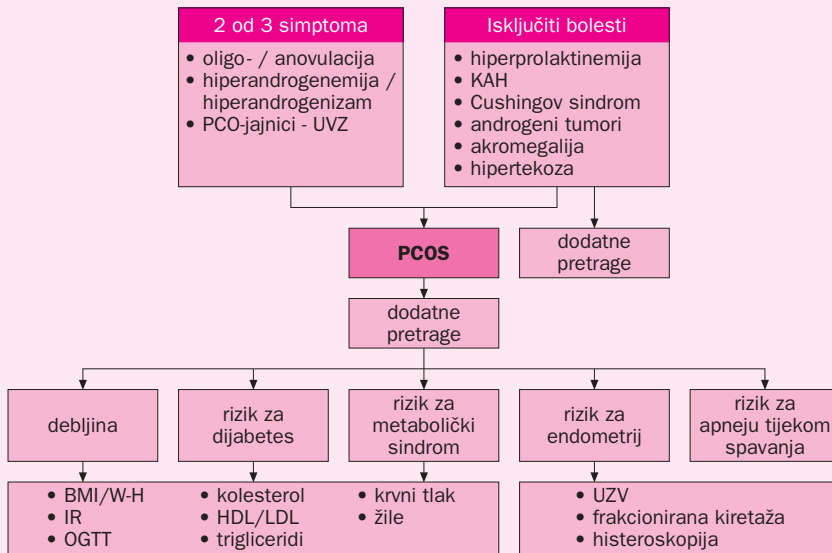 2 od 3 simptoma
• oligo- / anovulacija
• hiperandrogenemija /
hiperandrogenizam
• PCO-jajnici - UVZ
Isključiti bolesti
• hiperprolaktinemija
• KAH
• Cushingov sindrom
• androgeni tumori
• akromegalija
• hipertekoza
PCOS
dodatne
pretrage
dodatne
pretrage
debljina
rizik za
dijabetes
rizik za
metabolički
sindrom
rizik za
endometrij
rizik za
apneju tijekom
spavanja
• BMI/W-H
• IR
• OGTT
• kolesterol
• HDL/LDL
• trigliceridi
• krvni tlak
• žile
• UZV
• frakcionirana kiretaža
• histeroskopija